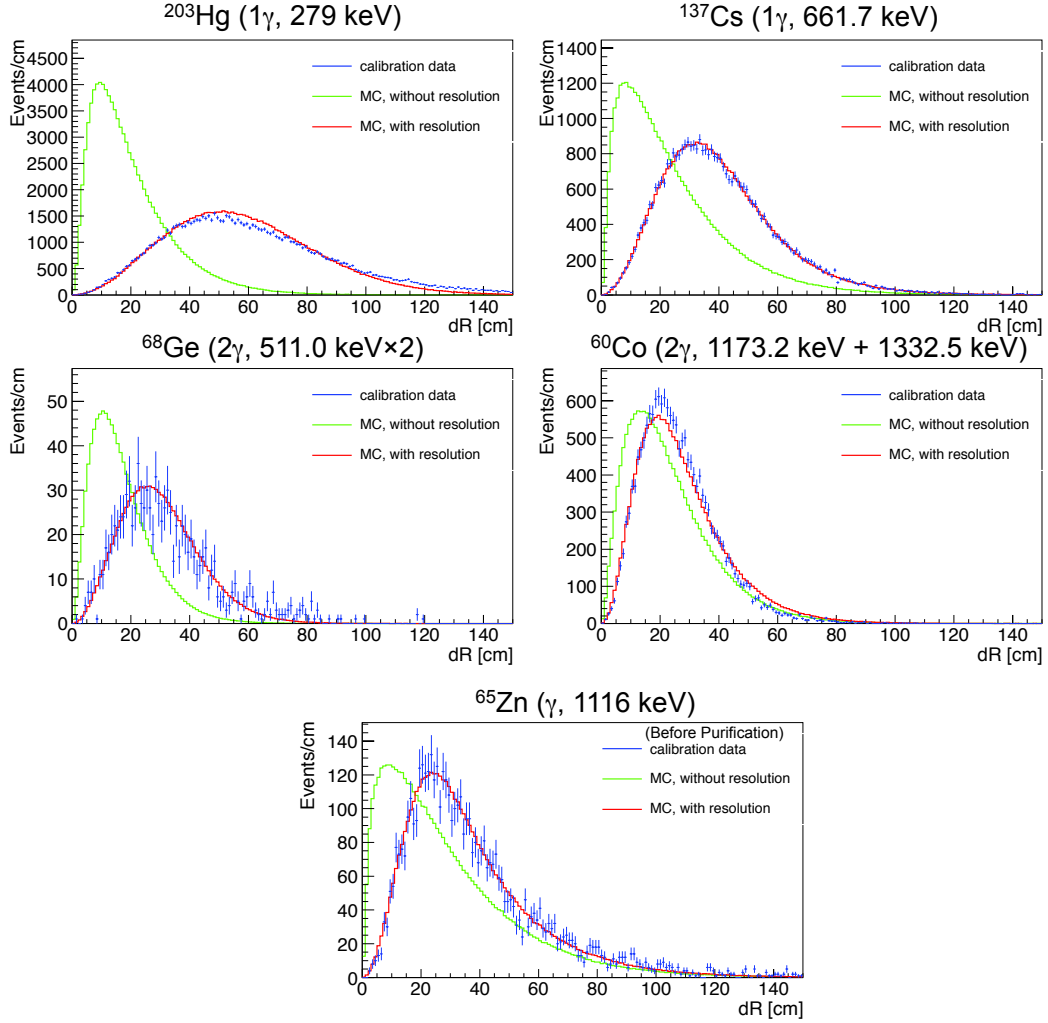 ²⁰³Hg (1γ, 279 keV)
Events/cm
4500
4000
3500
3000
2500
2000
1500
1000
500
0
0 20 40 60 80 100 120 140
dR [cm]
calibration data
MC, without resolution
MC, with resolution
¹³⁷Cs (1γ, 661.7 keV)
Events/cm
1400
1200
1000
800
600
400
200
0
0 20 40 60 80 100 120 140
dR [cm]
calibration data
MC, without resolution
MC, with resolution
⁶⁸Ge (2γ, 511.0 keV×2)
Events/cm
50
40
30
20
10
0
0 20 40 60 80 100 120 140
dR [cm]
calibration data
MC, without resolution
MC, with resolution
⁶⁰Co (2γ, 1173.2 keV + 1332.5 keV)
Events/cm
600
500
400
300
200
100
0
0 20 40 60 80 100 120 140
dR [cm]
calibration data
MC, without resolution
MC, with resolution
⁶⁵Zn (γ, 1116 keV)
Events/cm
140
120
100
80
60
40
20
0
0 20 40 60 80 100 120 140
dR [cm]
(Before Purification)
calibration data
MC, without resolution
MC, with resolution